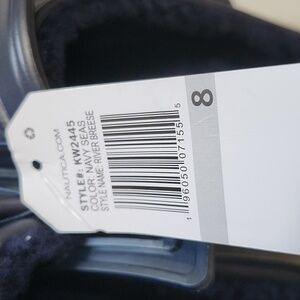 NAUTICA.COM
STYLE#: KW2445
COLOR: NAVY SEAS
STYLE NAME: RIVER BREESE
1 96050 07155 5
8